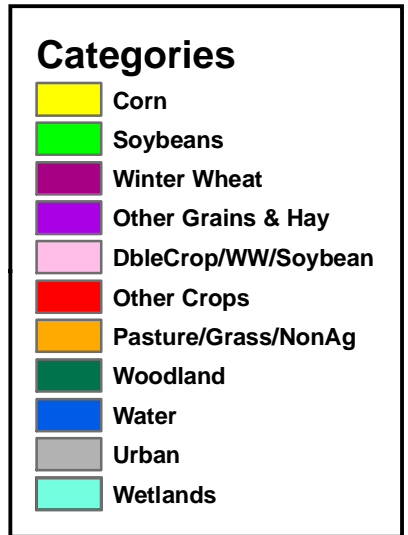 Categories
Corn
Soybeans
Winter Wheat
Other Grains & Hay
DbleCrop/WW/Soybean
Other Crops
Pasture/Grass/NonAg
Woodland
Water
Urban
Wetlands